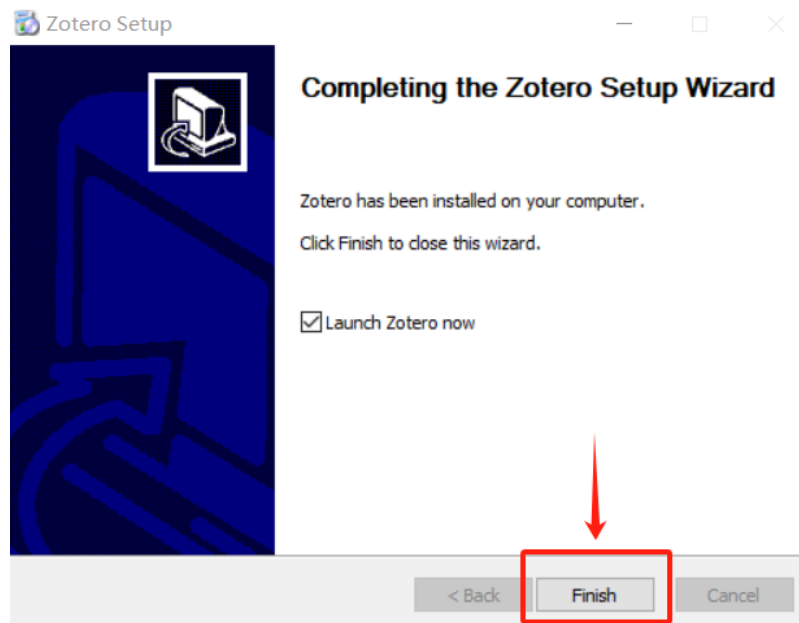 Zotero Setup
Completing the Zotero Setup Wizard
Zotero has been installed on your computer.
Click Finish to close this wizard.
Launch Zotero now
< Back
Finish
Cancel